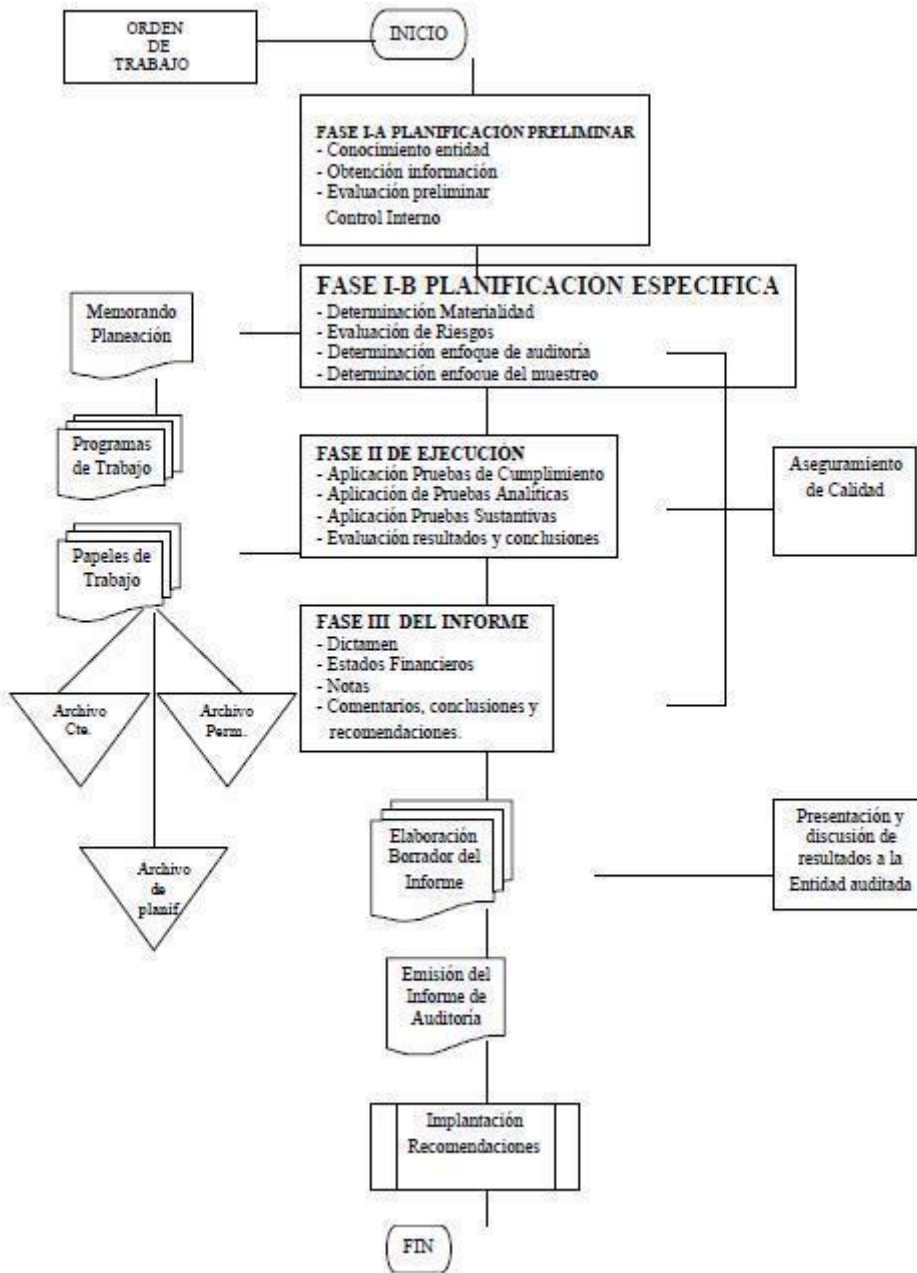 ORDEN
DE
TRABAJO
INICIO
FASE I-A PLANIFICACIÓN PRELIMINAR
- Conocimiento entidad
- Obtención información
- Evaluación preliminar
Control Interno
FASE I-B PLANIFICACIÓN ESPECIFICA
- Determinación Materialidad
- Evaluación de Riesgos
- Determinación enfoque de auditoría
- Determinación enfoque del muestreo
Memorando
Planeación
Programas
de Trabajo
FASE II DE EJECUCIÓN
- Aplicación Pruebas de Cumplimiento
- Aplicación de Pruebas Analíticas
- Aplicación Pruebas Sustantivas
- Evaluación resultados y conclusiones
Aseguramiento
de Calidad
Papeles de
Trabajo
FASE III DEL INFORME
- Dictamen
- Estados Financieros
- Notas
- Comentarios, conclusiones y
recomendaciones.
Archivo
Cte.
Archivo
Perm.
Archivo
de
planif.
Elaboración
Borrador del
Informe
Presentación y
discusión de
resultados a la
Entidad auditada
Emisión del
Informe de
Auditoría
Implantación
Recomendaciones
FIN